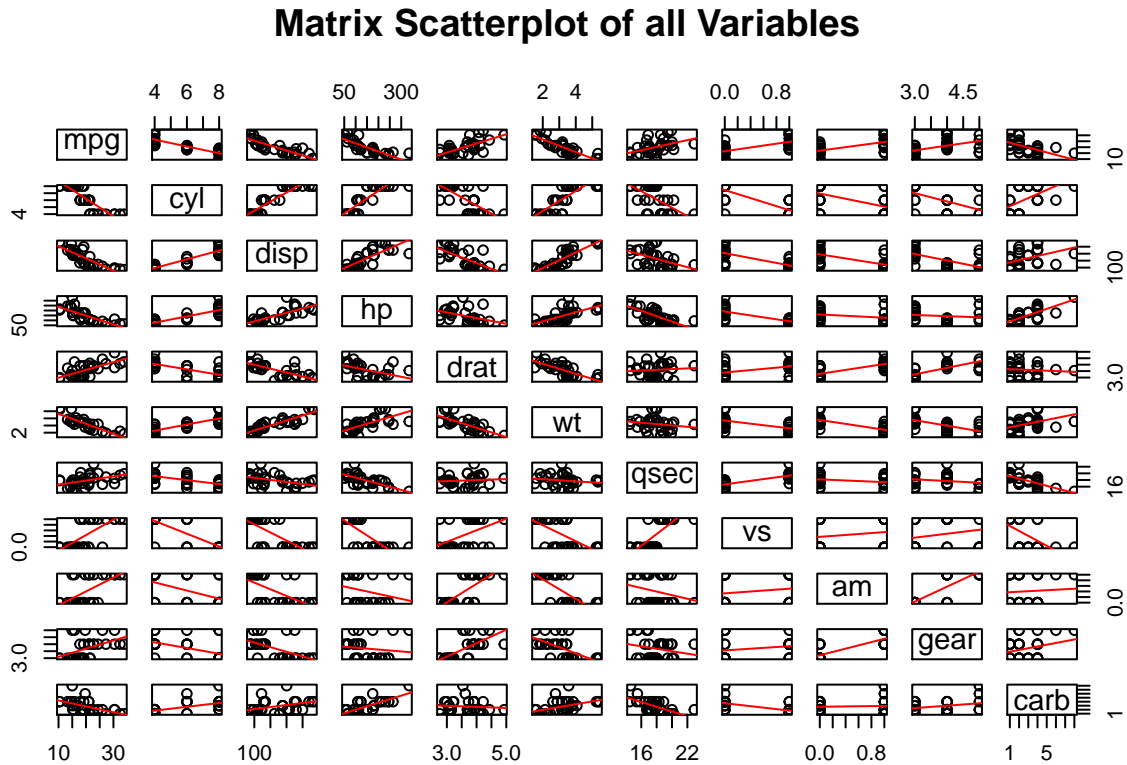 Matrix Scatterplot of all Variables
4 6 8 50 300 2 4 0.0 0.8 3.0 4.5
mpg 10
4 cyl
disp 100
50 hp
drat 3.0
2 wt
qsec 16
0.0 vs
am 0.0
3.0 gear
carb 1
10 30 100 3.0 5.0 16 22 0.0 0.8 1 5